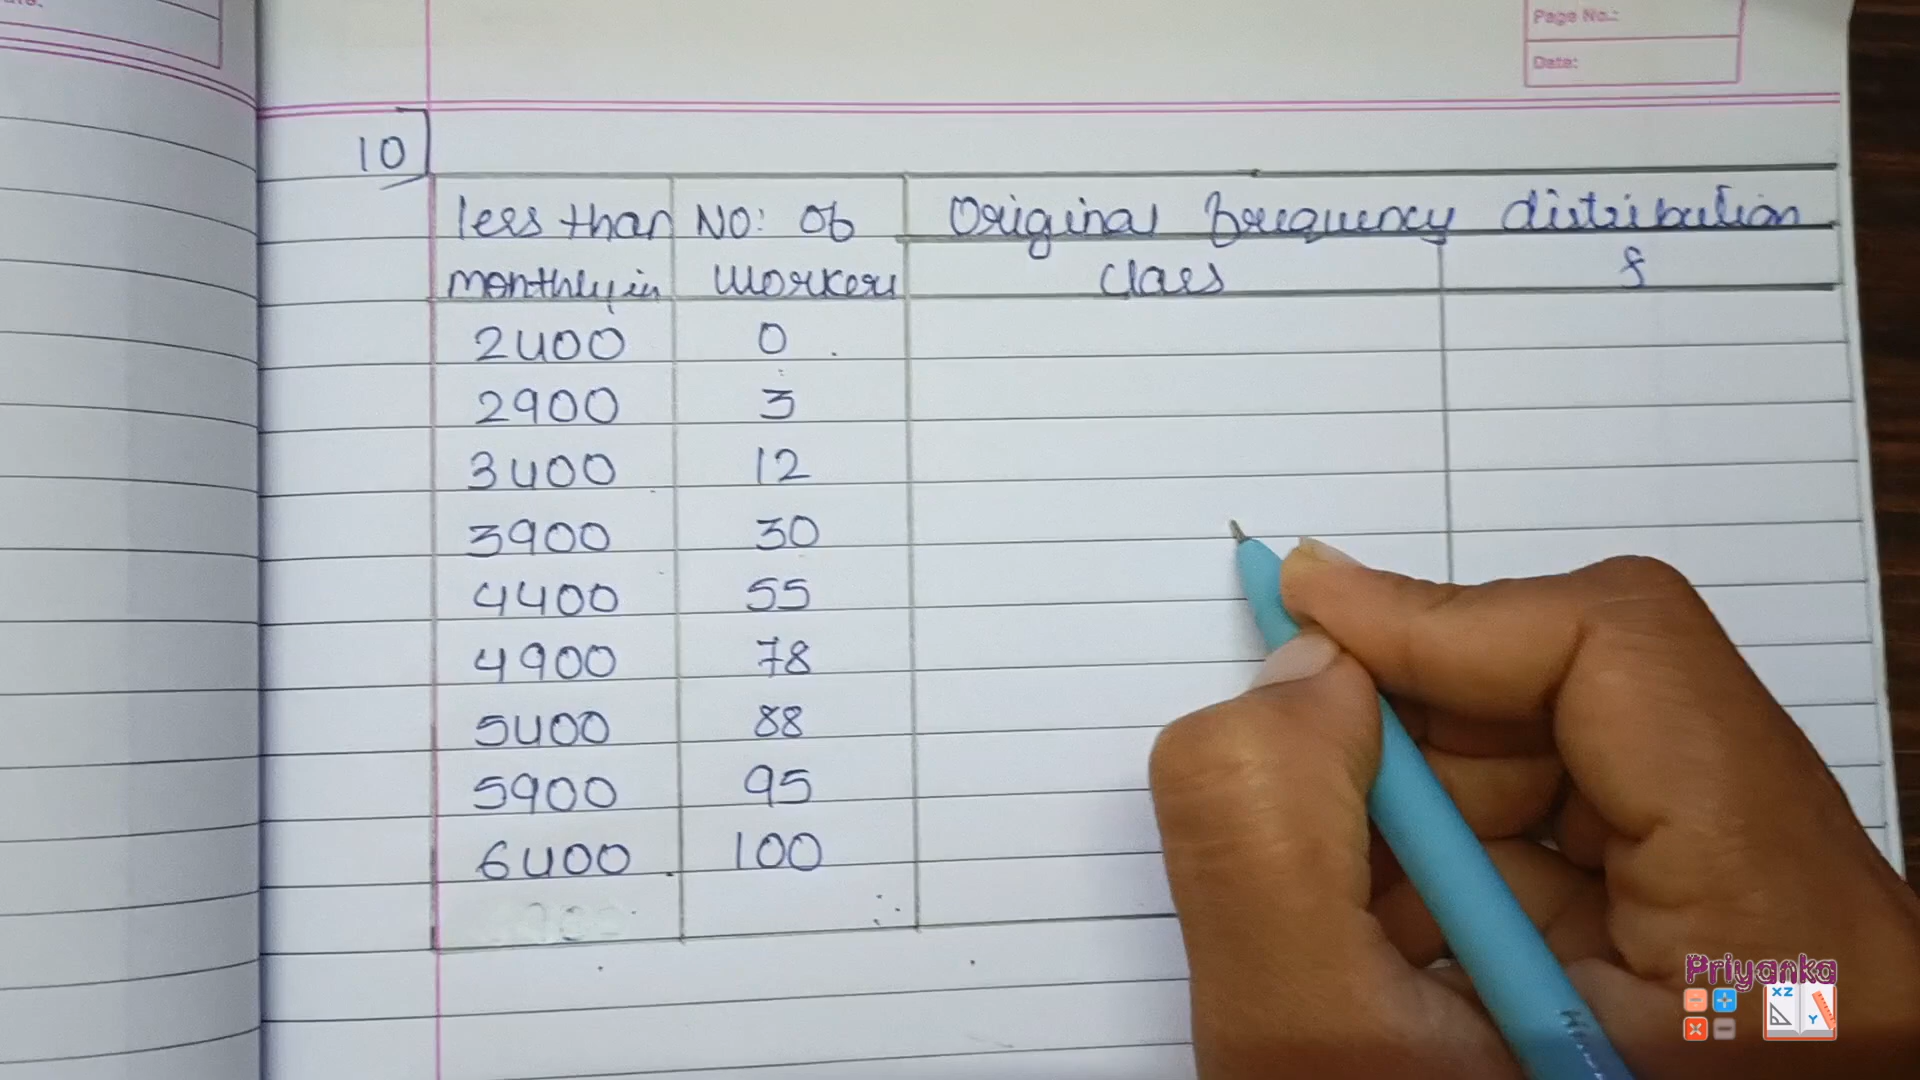 Page No.:
Date:
10
less than No: of Original frequency distribution
monthly in workers class f
2400 0
2900 3
3400 12
3900 30
4400 55
4900 78
5400 88
5900 95
6400 100
Priyanka
XZ
Y